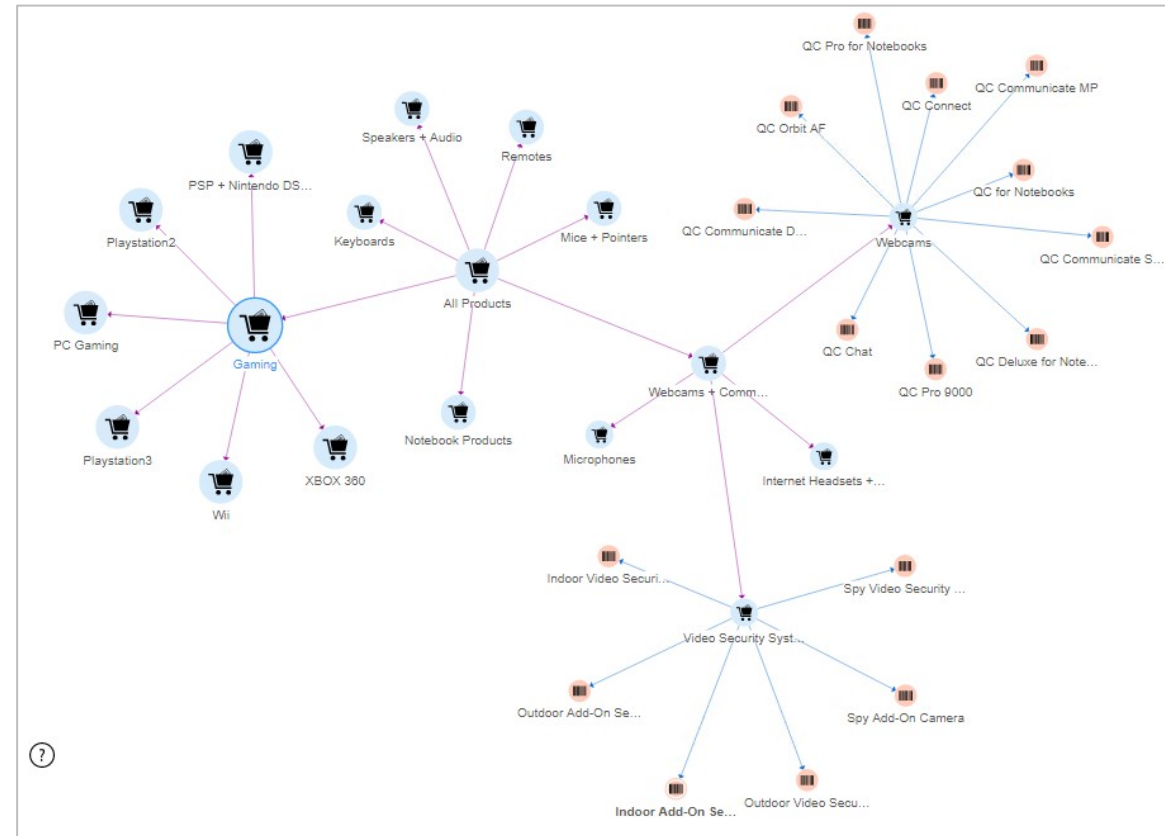 QC Pro for Notebooks
QC Communicate MP
QC Connect
QC Orbit AF
Speakers + Audio
Remotes
PSP + Nintendo DS...
QC for Notebooks
Playstation2
Keyboards
Mice + Pointers
QC Communicate D...
Webcams
QC Communicate S...
All Products
PC Gaming
Gaming
QC Chat
QC Deluxe for Note...
Webcams + Comm...
QC Pro 9000
Notebook Products
Playstation3
Microphones
XBOX 360
Internet Headsets +...
Wii
Indoor Video Securi...
Spy Video Security ...
Video Security Syst...
Outdoor Add-On Se...
Spy Add-On Camera
?
Indoor Add-On Se...
Outdoor Video Secu...